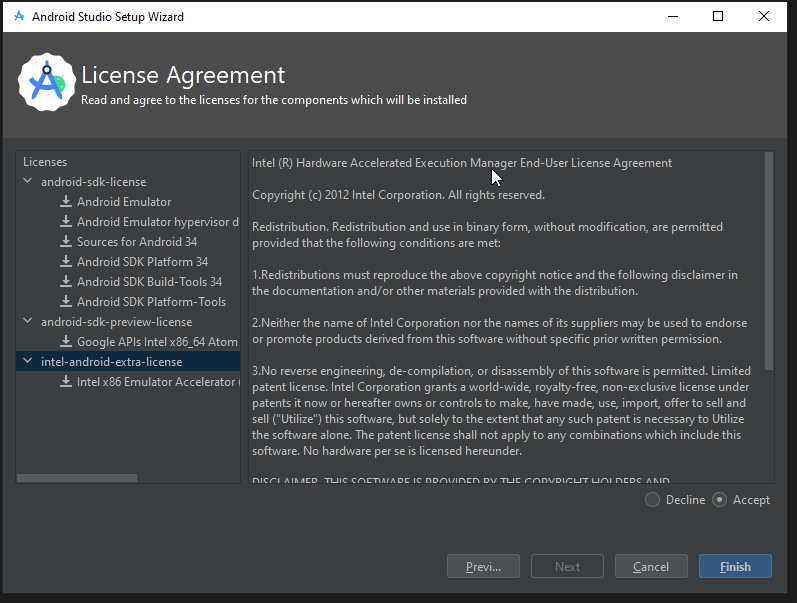 Android Studio Setup Wizard
License Agreement
Read and agree to the licenses for the components which will be installed
Licenses
android-sdk-license
Android Emulator
Android Emulator hypervisor d
Sources for Android 34
Android SDK Platform 34
Android SDK Build-Tools 34
Android SDK Platform-Tools
android-sdk-preview-license
Google APIs Intel x86_64 Atom
intel-android-extra-license
Intel x86 Emulator Accelerator (
Intel (R) Hardware Accelerated Execution Manager End-User License Agreement
Copyright (c) 2012 Intel Corporation. All rights reserved.
Redistribution. Redistribution and use in binary form, without modification, are permitted
provided that the following conditions are met:
1.Redistributions must reproduce the above copyright notice and the following disclaimer in
the documentation and/or other materials provided with the distribution.
2.Neither the name of Intel Corporation nor the names of its suppliers may be used to endorse
or promote products derived from this software without specific prior written permission.
3.No reverse engineering, de-compilation, or disassembly of this software is permitted. Limited
patent license. Intel Corporation grants a world-wide, royalty-free, non-exclusive license under
patents it now or hereafter owns or controls to make, have made, use, import, offer to sell and
sell ("Utilize") this software, but solely to the extent that any such patent is necessary to Utilize
the software alone. The patent license shall not apply to any combinations which include this
software. No hardware per se is licensed hereunder.
DISCLAIMER. THIS SOFTWARE IS PROVIDED BY THE COPYRIGHT HOLDERS AND
Decline
Accept
Previ...
Next
Cancel
Finish